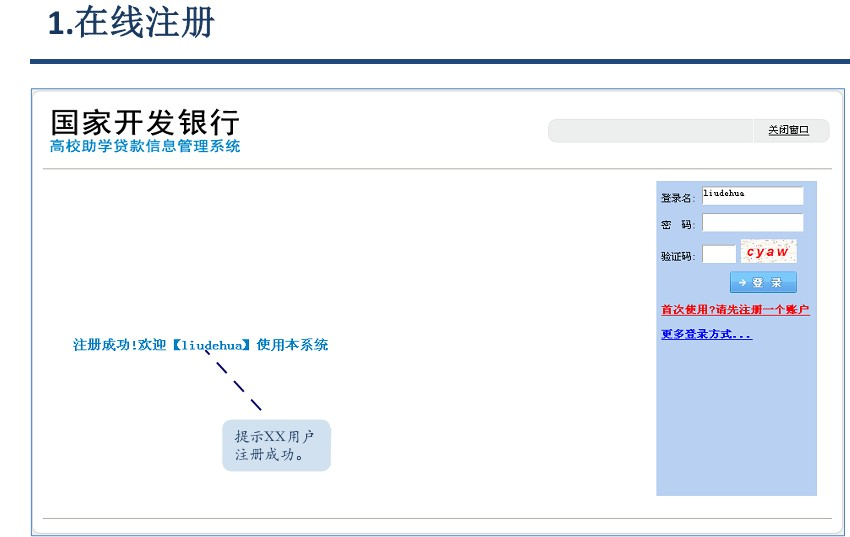 1.在线注册
国家开发银行
高校助学贷款信息管理系统
关闭窗口
登录名: liudehua
密 码:
验证码: cyaw
登 录
首次使用?请先注册一个账户
更多登录方式...
注册成功!欢迎【liudehua】使用本系统
提示XX用户
注册成功。